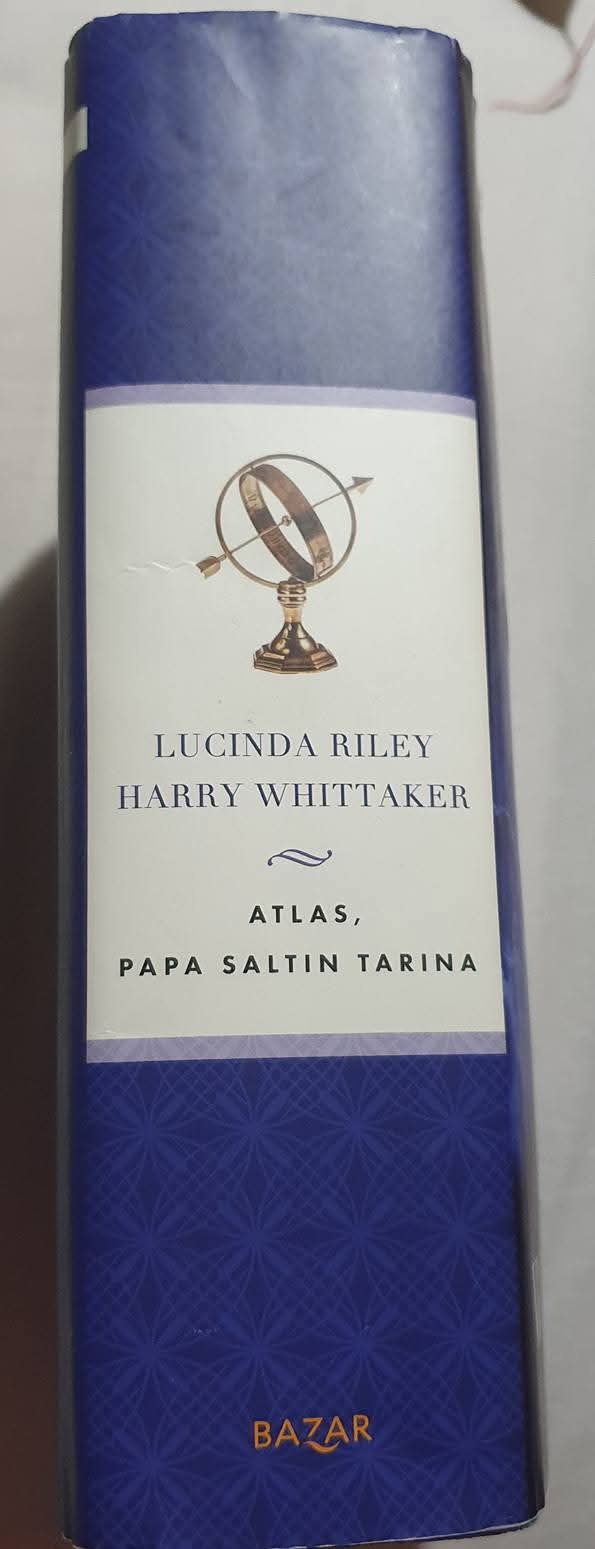 LUCINDA RILEY
HARRY WHITTAKER
ATLAS,
PAPA SALTIN TARINA
BAZAR